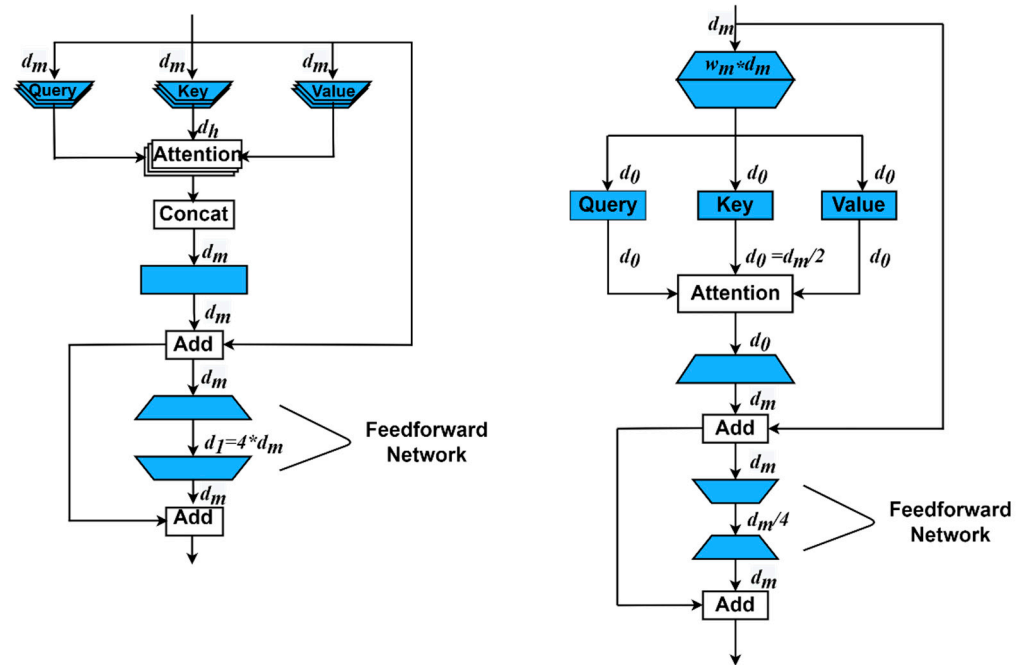 d_m
d_m
d_m
Query
Key
Value
d_h
Attention
Concat
d_m
d_m
Add
d_m
d_1=4*d_m
d_m
Add
Feedforward
Network
d_m
w_m*d_m
d_0
d_0
d_0
Query
Key
Value
d_0
d_0 =d_m/2
d_0
Attention
d_0
d_m
Add
d_m
d_m/4
d_m
Add
Feedforward
Network